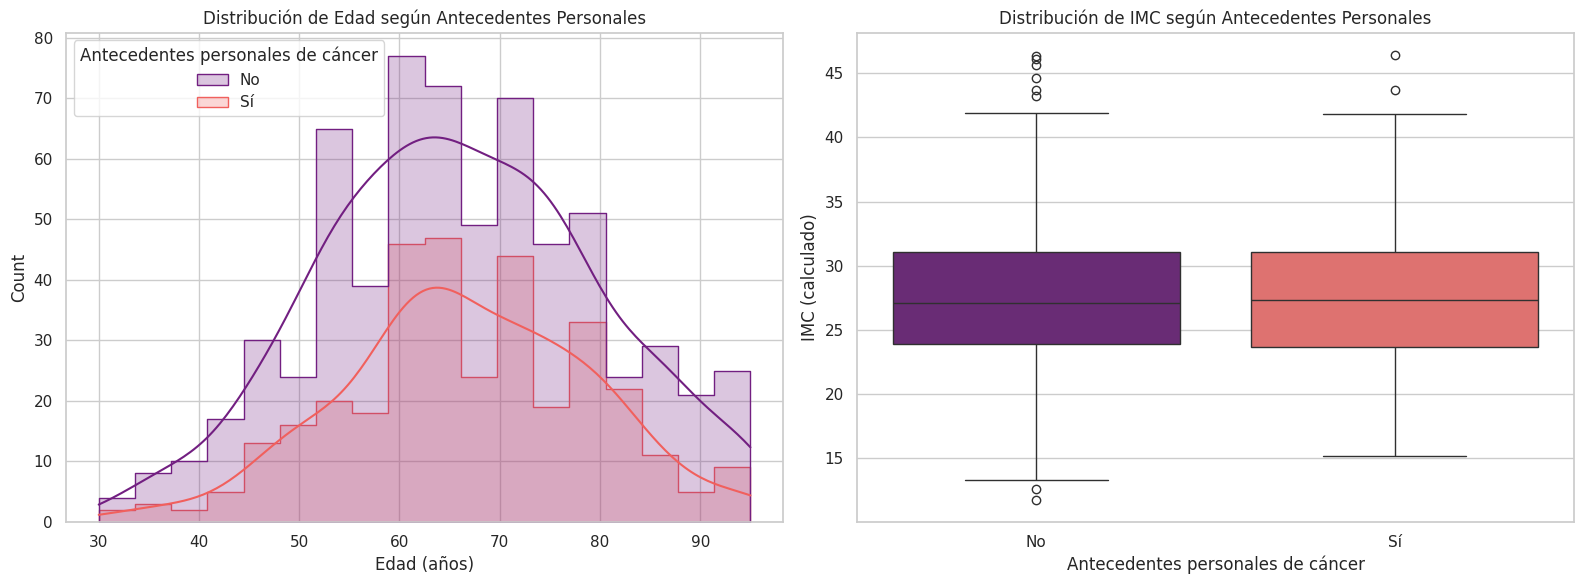 Distribución de Edad según Antecedentes Personales
Antecedentes personales de cáncer
No
Sí
80
70
60
50
40
30
20
10
0
Count
30
40
50
60
70
80
90
Edad (años)
Distribución de IMC según Antecedentes Personales
45
40
35
30
25
20
15
IMC (calculado)
No
Sí
Antecedentes personales de cáncer